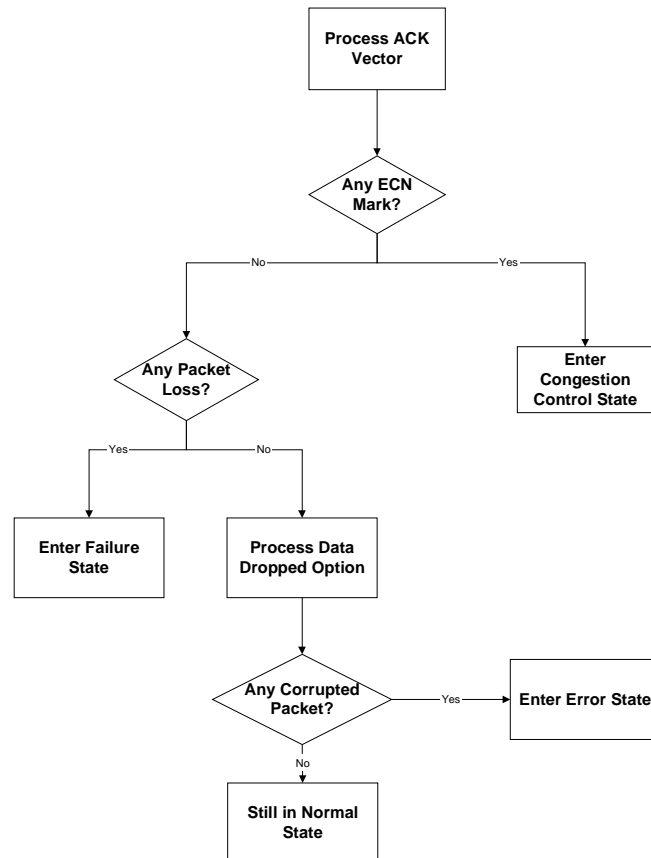 Process ACK
Vector
Any ECN
Mark?
No
Yes
Any Packet
Loss?
Enter
Congestion
Control State
Yes
No
Enter Failure
State
Process Data
Dropped Option
Any Corrupted
Packet?
Yes
Enter Error State
No
Still in Normal
State